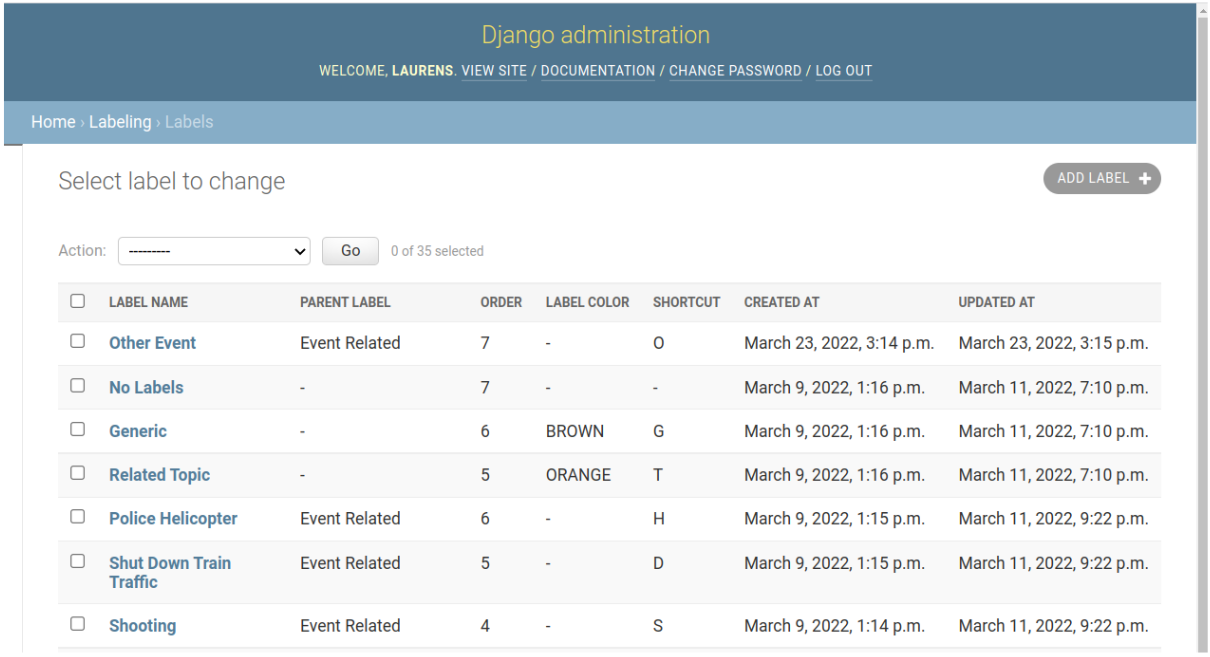 Django administration
WELCOME, LAURENS. VIEW SITE / DOCUMENTATION / CHANGE PASSWORD / LOG OUT
Home › Labeling › Labels
Select label to change
ADD LABEL +
Action: --------- Go 0 of 35 selected
LABEL NAME PARENT LABEL ORDER LABEL COLOR SHORTCUT CREATED AT UPDATED AT
Other Event Event Related 7 - O March 23, 2022, 3:14 p.m. March 23, 2022, 3:15 p.m.
No Labels - 7 - - March 9, 2022, 1:16 p.m. March 11, 2022, 7:10 p.m.
Generic - 6 BROWN G March 9, 2022, 1:16 p.m. March 11, 2022, 7:10 p.m.
Related Topic - 5 ORANGE T March 9, 2022, 1:16 p.m. March 11, 2022, 7:10 p.m.
Police Helicopter Event Related 6 - H March 9, 2022, 1:15 p.m. March 11, 2022, 9:22 p.m.
Shut Down Train Event Related 5 - D March 9, 2022, 1:15 p.m. March 11, 2022, 9:22 p.m.
Traffic
Shooting Event Related 4 - S March 9, 2022, 1:14 p.m. March 11, 2022, 9:22 p.m.